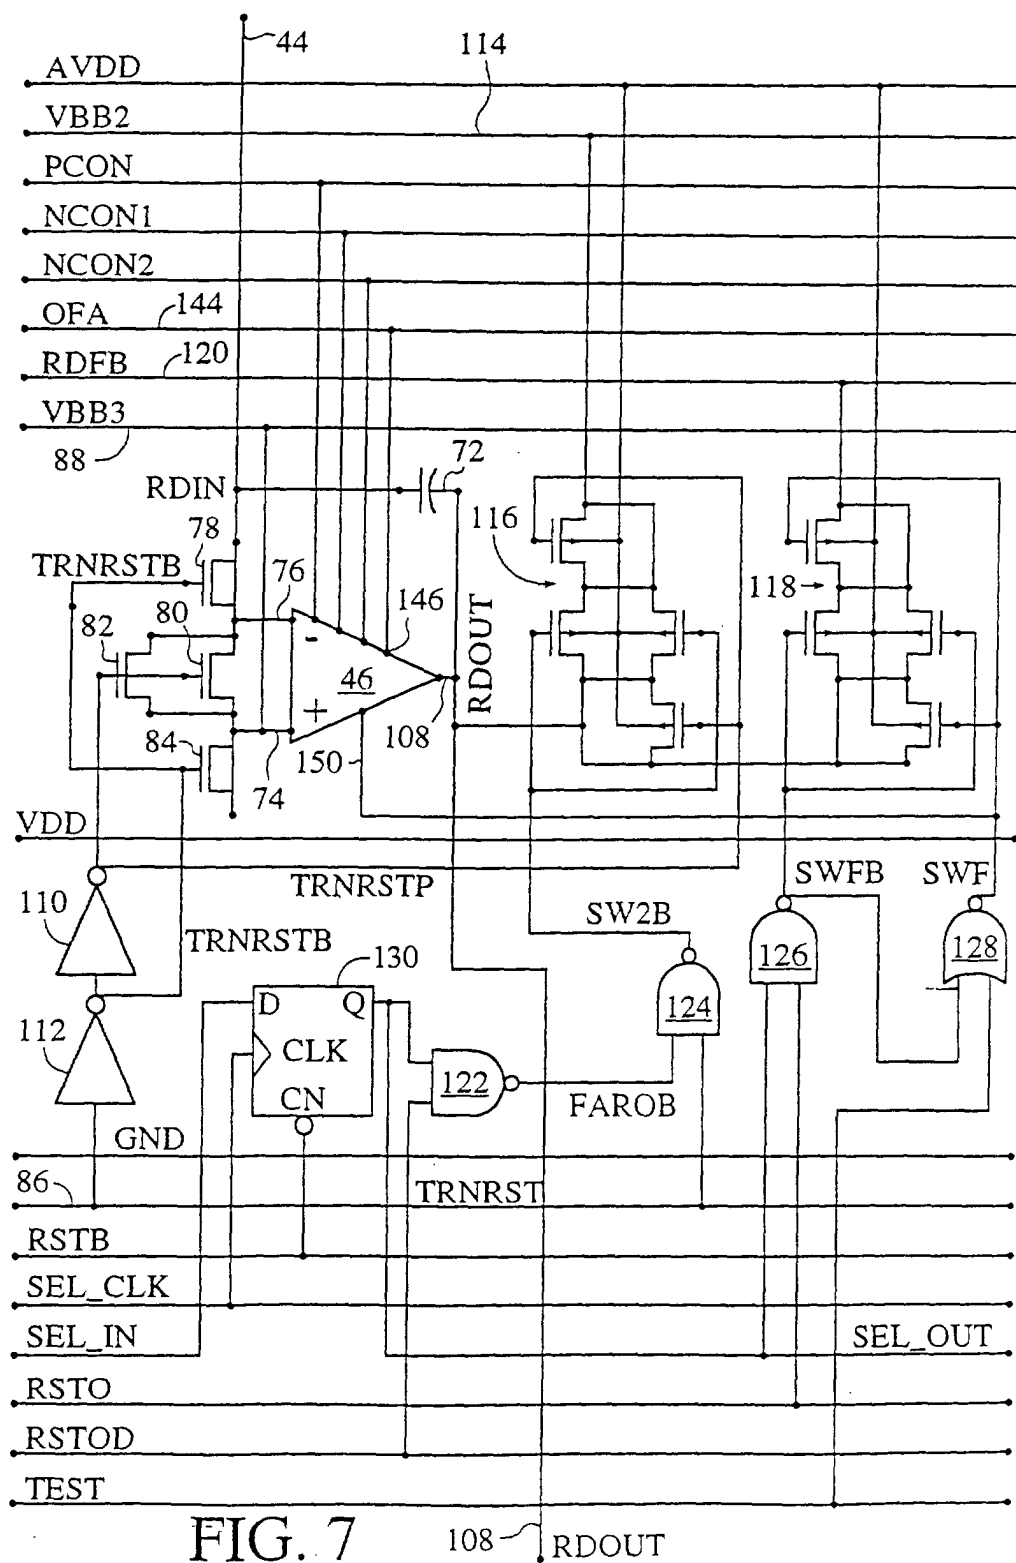 44
114
AVDD
VBB2
PCON
NCON1
NCON2
OFA 144
RDFB 120
VBB3
88
72
RDIN
78
116
TRNRSTB
118
76
146
82 80
-
46
RDOUT
+
84
108
74 150
VDD
TRNRSTP
SWFB SWF
110
SW2B
TRNRSTB
126 128
130
D Q
124
112
CLK
122
CN
FAROB
GND
86
TRNRST
RSTB
SEL_CLK
SEL_IN SEL_OUT
RSTO
RSTOD
TEST
FIG. 7
108 RDOUT